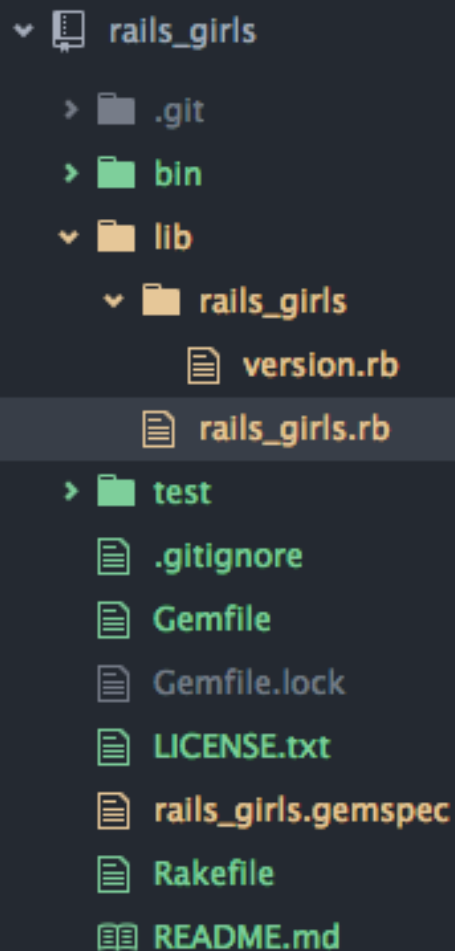 rails_girls
.git
bin
lib
rails_girls
version.rb
rails_girls.rb
test
.gitignore
Gemfile
Gemfile.lock
LICENSE.txt
rails_girls.gemspec
Rakefile
README.md